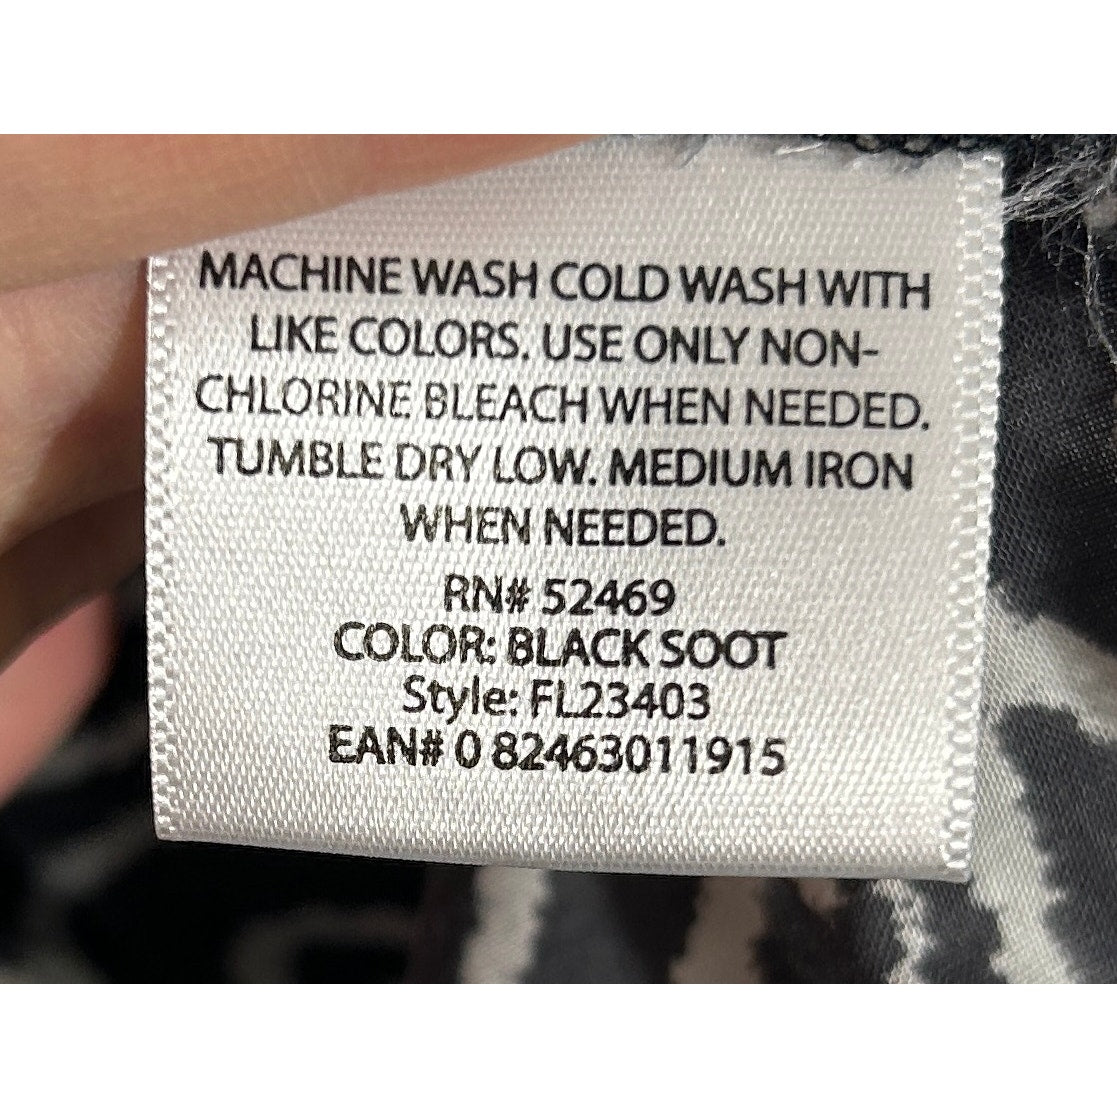 MACHINE WASH COLD WASH WITH
LIKE COLORS. USE ONLY NON-
CHLORINE BLEACH WHEN NEEDED.
TUMBLE DRY LOW. MEDIUM IRON
WHEN NEEDED.
RN# 52469
COLOR: BLACK SOOT
Style: FL23403
EAN# 0 82463011915